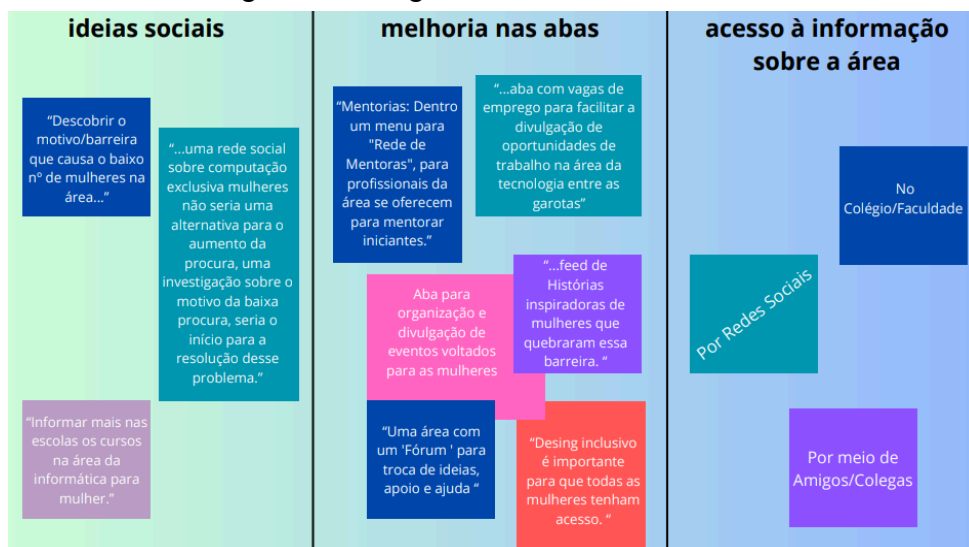 ideias sociais
“Descobrir o
motivo/barreira
que causa o baixo
nº de mulheres na
área...”
“...uma rede social
sobre computação
exclusiva mulheres
não seria uma
alternativa para o
aumento da
procura, uma
investigação sobre o
motivo da baixa
procura, seria o
início para a
resolução desse
problema.”
“Informar mais nas
escolas os cursos
na área da
informática para
mulher.”
melhoria nas abas
“Mentorias: Dentro
um menu para
"Rede de
Mentoras", para
profissionais da
área se oferecem
para mentorar
iniciantes.”
“...aba com vagas de
emprego para facilitar a
divulgação de
oportunidades de
trabalho na área da
tecnologia entre as
garotas”
Aba para
organização e
divulgação de
eventos voltados
para as mulheres
“...feed de
Histórias
inspiradoras de
mulheres que
quebraram essa
barreira. “
“Uma área com
um 'Fórum ' para
troca de ideias,
apoio e ajuda “
“Desing inclusivo
é importante
para que todas as
mulheres tenham
acesso. “
acesso à informação
sobre a área
No
Colégio/Faculdade
Por Redes Sociais
Por meio de
Amigos/Colegas